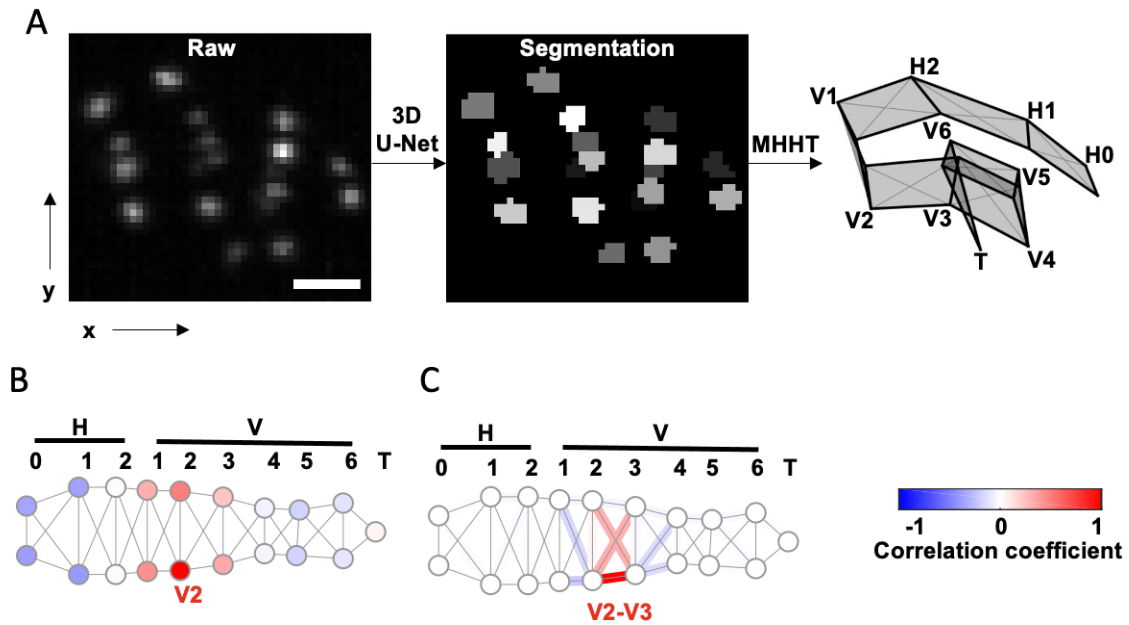 A
Raw
Segmentation
3D
U-Net
MHHT
V1
H2
H1
H0
V6
V5
V2
V3
V4
T
y
x
B
H V
0 1 2 1 2 3 4 5 6 T
V2
C
H V
0 1 2 1 2 3 4 5 6 T
V2-V3
-1 0 1
Correlation coefficient